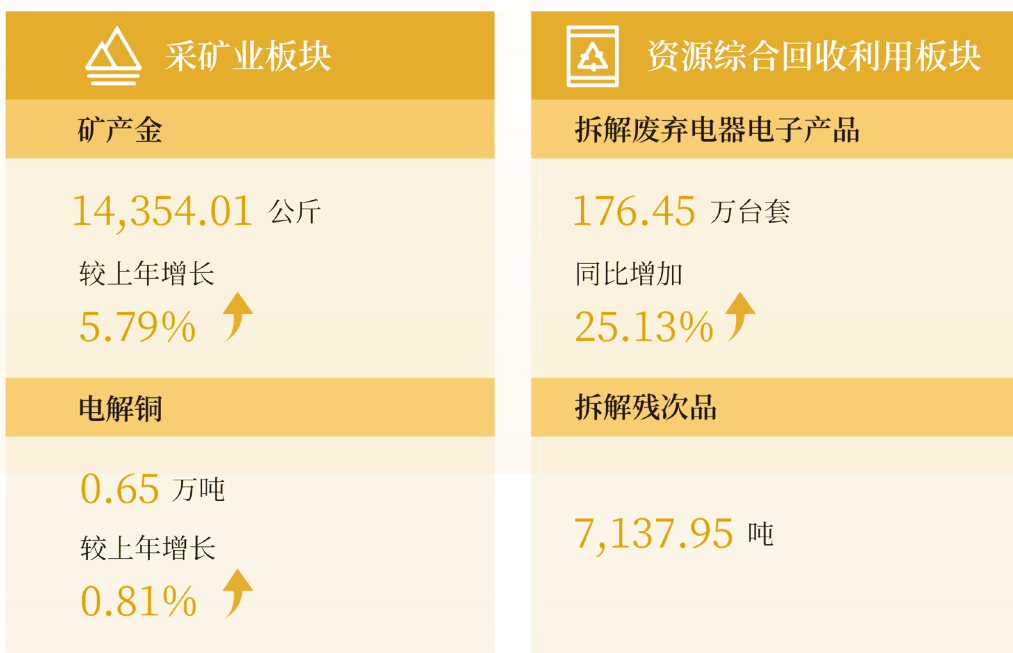 采矿业板块
矿产金
14,354.01 公斤
较上年增长
5.79%
电解铜
0.65 万吨
较上年增长
0.81%
资源综合回收利用板块
拆解废弃电器电子产品
176.45 万台套
同比增加
25.13%
拆解残次品
7,137.95 吨